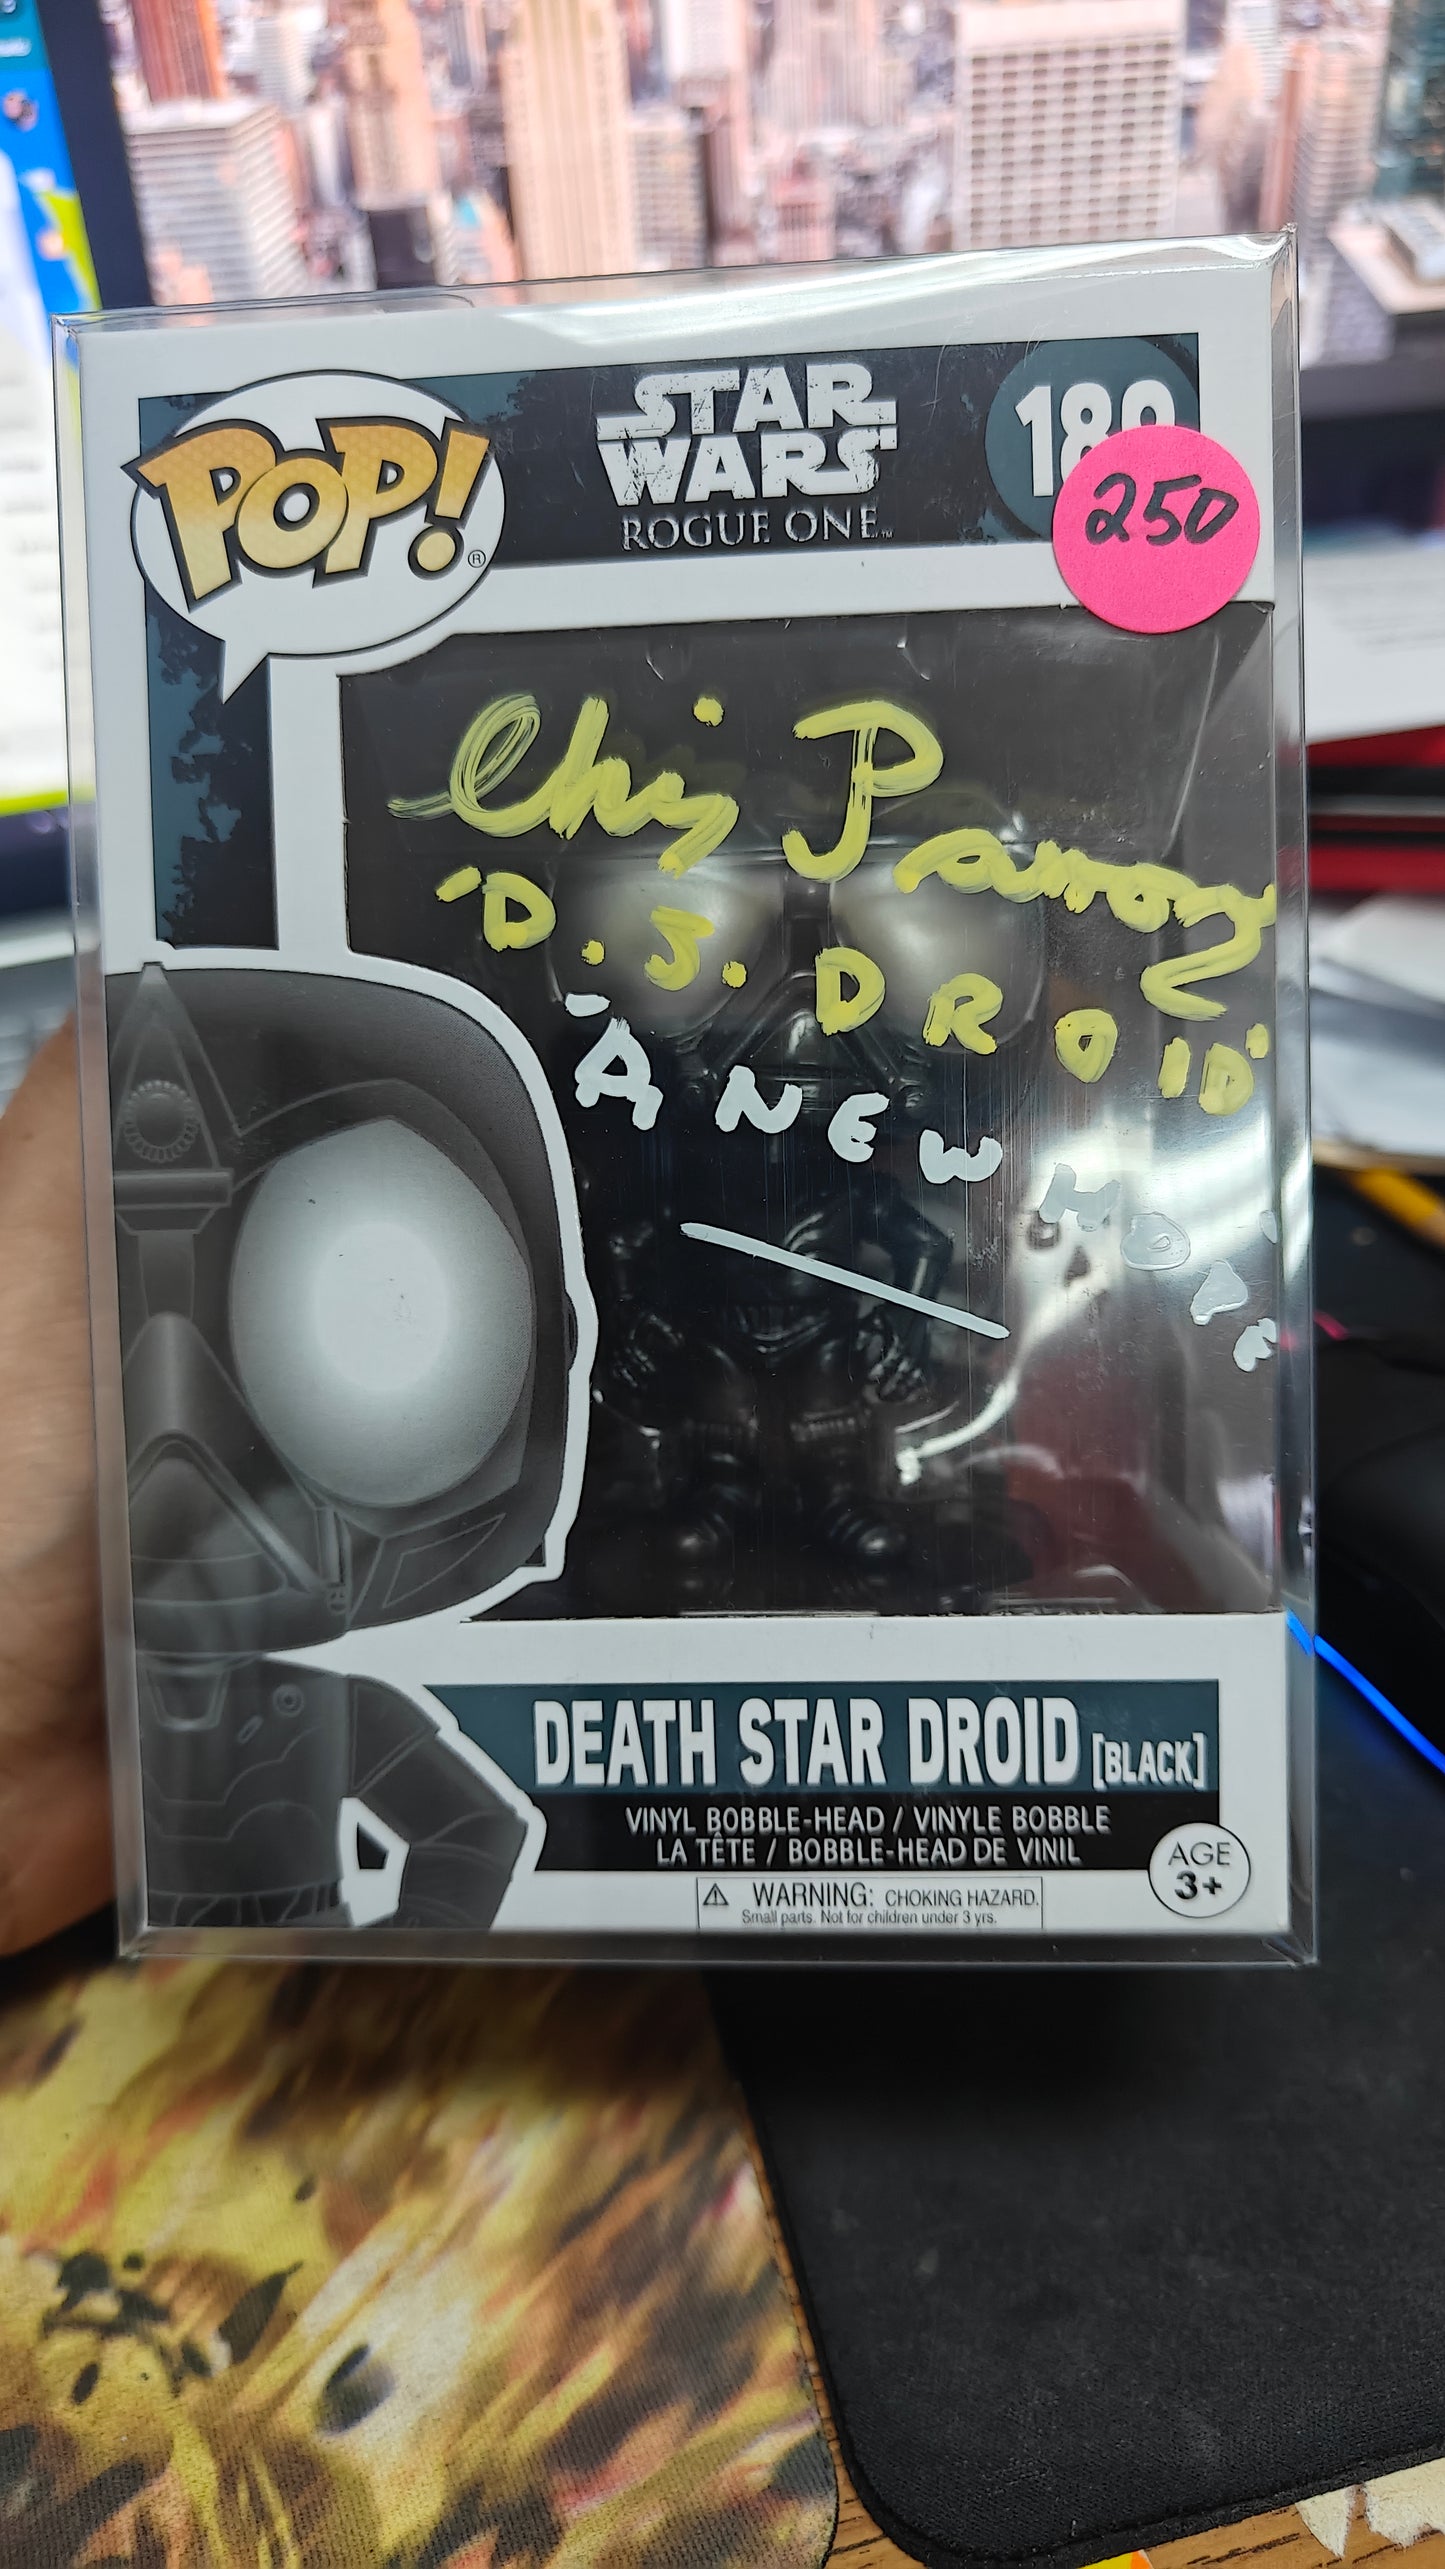 POP!®
STAR
WARS
ROGUE ONE™
250
Chris Parsons
"D.S. DROID"
"A NEW HOPE
DEATH STAR DROID [BLACK]
VINYL BOBBLE-HEAD / VINYLE BOBBLE
LA TÊTE / BOBBLE-HEAD DE VINIL
AGE
3+
⚠ WARNING: CHOKING HAZARD.
Small parts. Not for children under 3 yrs.